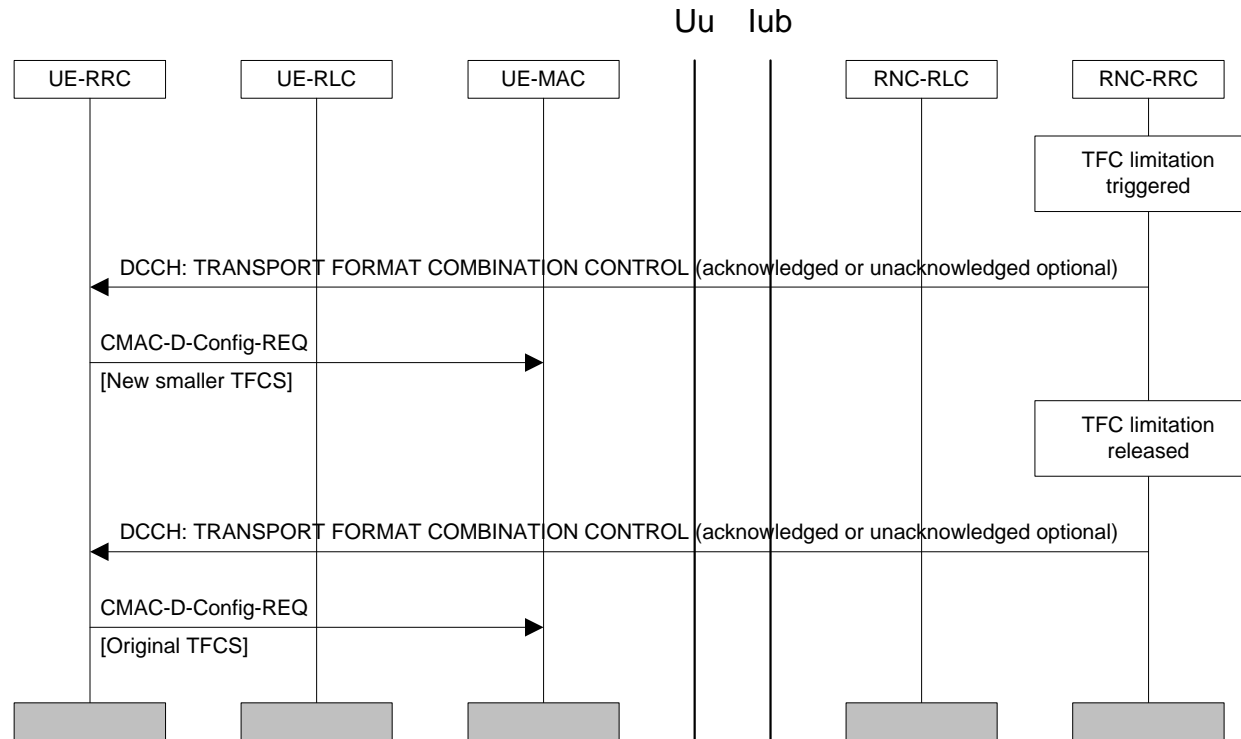 Uu Iub
UE-RRC UE-RLC UE-MAC RNC-RLC RNC-RRC
TFC limitation
triggered
DCCH: TRANSPORT FORMAT COMBINATION CONTROL (acknowledged or unacknowledged optional)
CMAC-D-Config-REQ
[New smaller TFCS]
TFC limitation
released
DCCH: TRANSPORT FORMAT COMBINATION CONTROL (acknowledged or unacknowledged optional)
CMAC-D-Config-REQ
[Original TFCS]